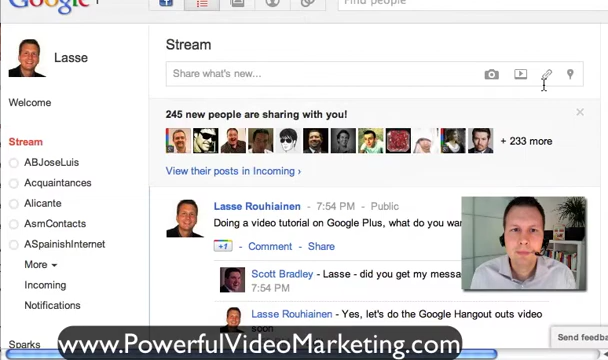 Google
Find people
Lasse
Stream
Share what's new...
Welcome
245 new people are sharing with you!
Stream
+ 233 more
ABJoseLuis
View their posts in Incoming ›
Acquaintances
Alicante
Lasse Rouhiainen - 7:54 PM - Public
AsmContacts
Doing a video tutorial on Google Plus, what do you
ASpanishInternet
+1 - Comment - Share
More
Scott Bradley - Lasse - did you get my
7:54 PM
Incoming
Notifications
Lasse Rouhiainen - Yes, let's do the Google Hangout outs video
soon
Send
Sparks
www.PowerfulVideoMarketing.com